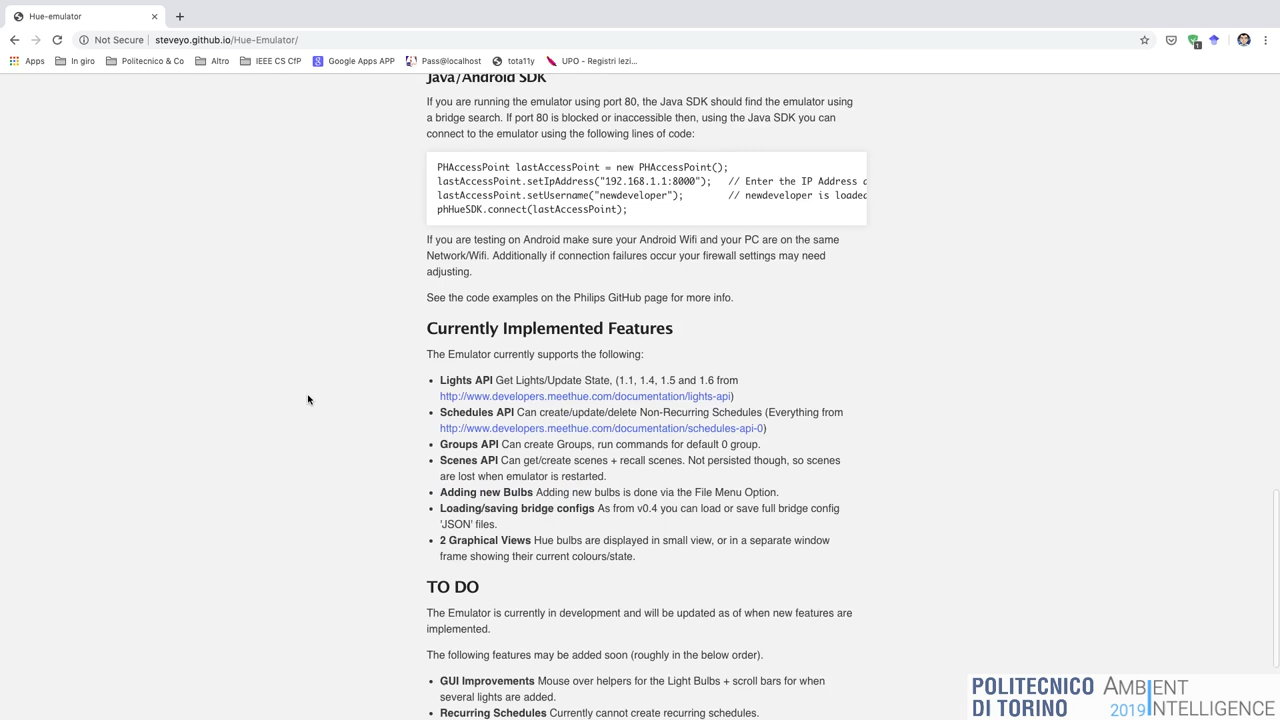 Hue-emulator
Not Secure steveyo.github.io/Hue-Emulator/
1
Apps In giro Politecnico & Co Altro IEEE CS CfP Google Apps APP Pass@localhost tota11y UPO - Registri lezi...
Java/Android SDK
If you are running the emulator using port 80, the Java SDK should find the emulator using
a bridge search. If port 80 is blocked or inaccessible then, using the Java SDK you can
connect to the emulator using the following lines of code:
PHAccessPoint lastAccessPoint = new PHAccessPoint();
lastAccessPoint.setIpAddress("192.168.1.1:8000"); // Enter the IP Address
lastAccessPoint.setUsername("newdeveloper"); // newdeveloper is loaded
phHueSDK.connect(lastAccessPoint);
If you are testing on Android make sure your Android Wifi and your PC are on the same
Network/Wifi. Additionally if connection failures occur your firewall settings may need
adjusting.
See the code examples on the Philips GitHub page for more info.
Currently Implemented Features
The Emulator currently supports the following:
• Lights API Get Lights/Update State, (1.1, 1.4, 1.5 and 1.6 from
http://www.developers.meethue.com/documentation/lights-api)
• Schedules API Can create/update/delete Non-Recurring Schedules (Everything from
http://www.developers.meethue.com/documentation/schedules-api-0)
• Groups API Can create Groups, run commands for default 0 group.
• Scenes API Can get/create scenes + recall scenes. Not persisted though, so scenes
are lost when emulator is restarted.
• Adding new Bulbs Adding new bulbs is done via the File Menu Option.
• Loading/saving bridge configs As from v0.4 you can load or save full bridge config
'JSON' files.
• 2 Graphical Views Hue bulbs are displayed in small view, or in a separate window
frame showing their current colours/state.
TO DO
The Emulator is currently in development and will be updated as of when new features are
implemented.
The following features may be added soon (roughly in the below order).
• GUI Improvements Mouse over helpers for the Light Bulbs + scroll bars for when
several lights are added.
• Recurring Schedules Currently cannot create recurring schedules.
POLITECNICO
DI TORINO
AMBIENT
2019 INTELLIGENCE